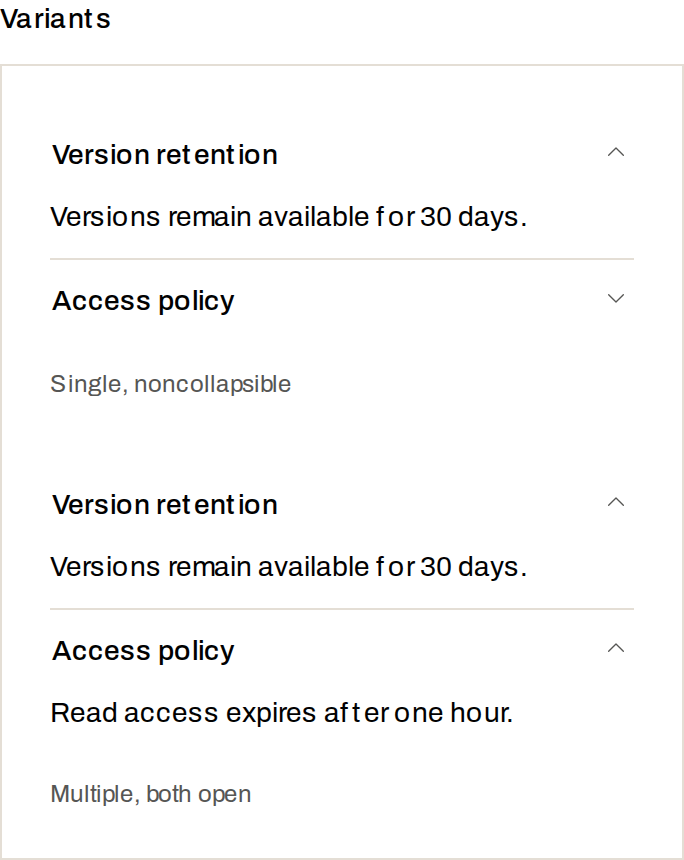 Variants
Version retention
Versions remain available for 30 days.
Access policy
Single, noncollapsible
Version retention
Versions remain available for 30 days.
Access policy
Read access expires after one hour.
Multiple, both open